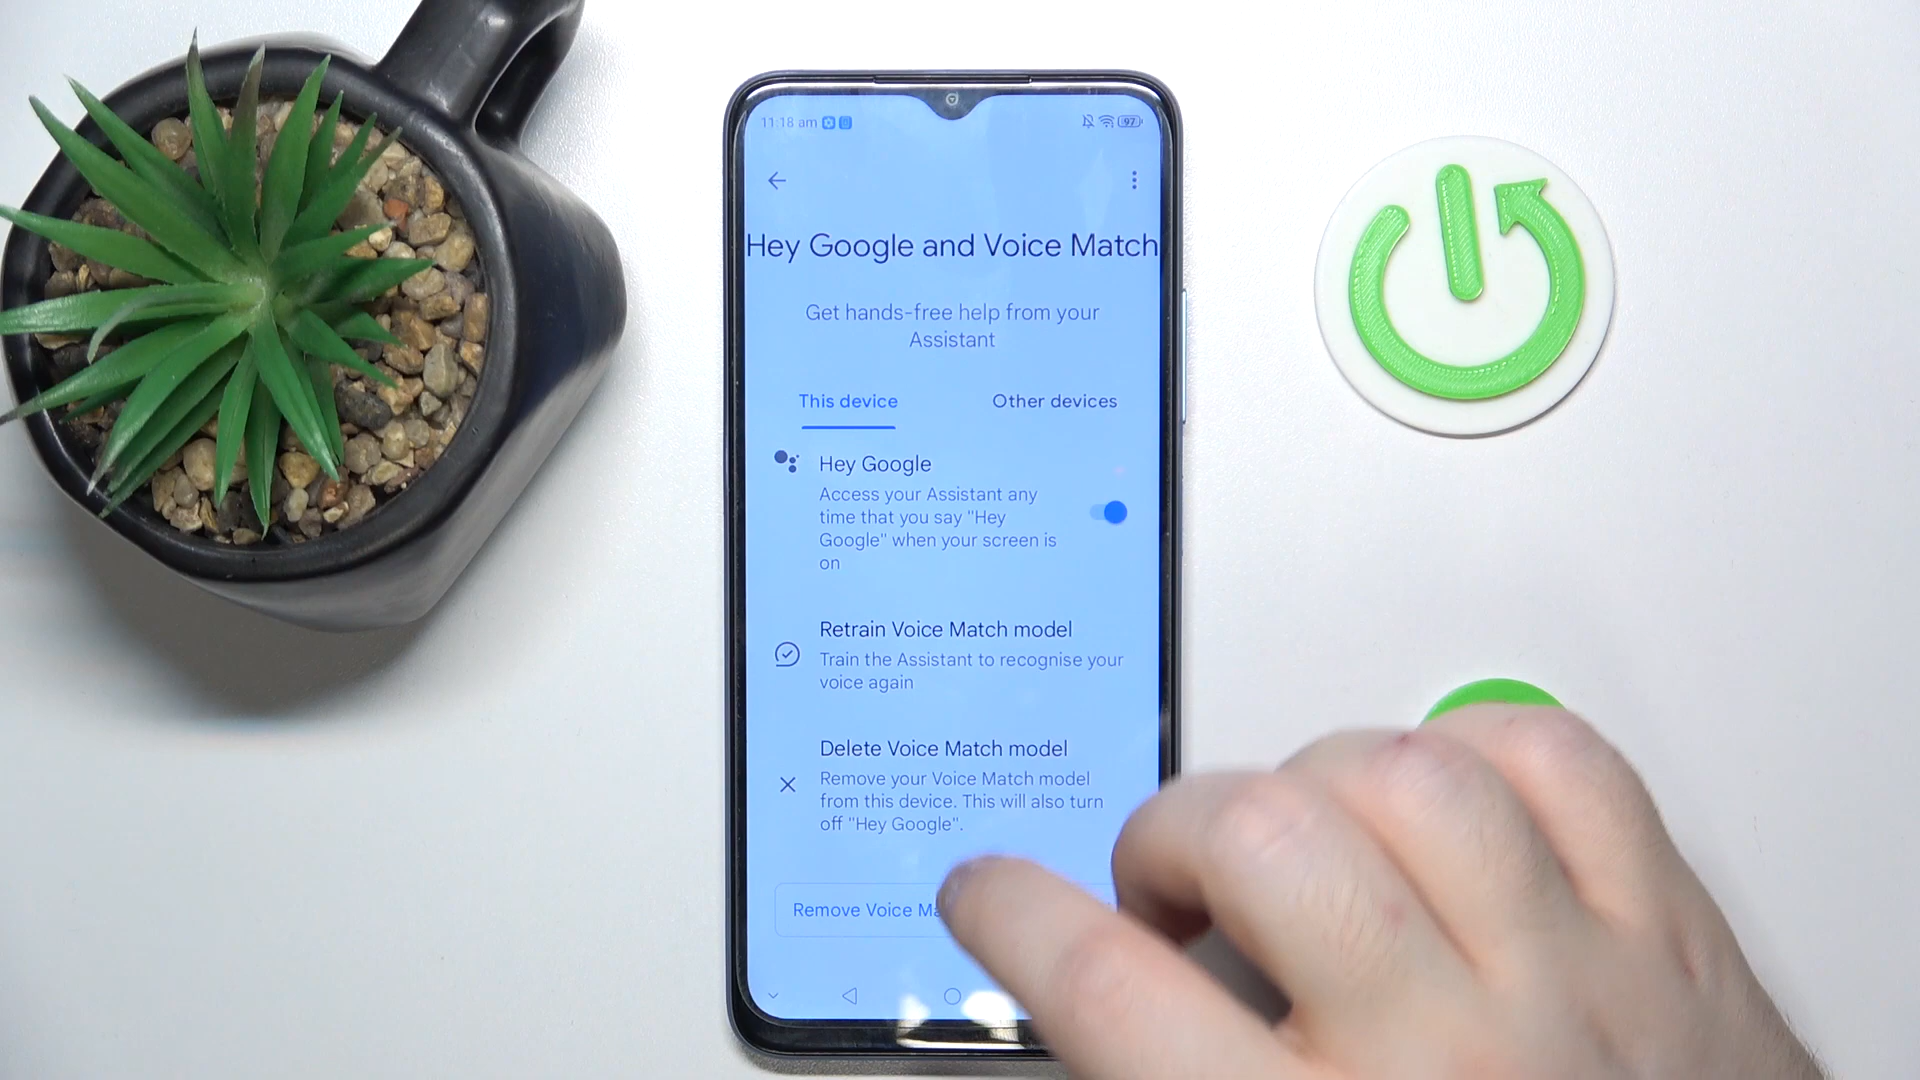 11:18 am
97
Hey Google and Voice Match
Get hands-free help from your
Assistant
This device
Other devices
Hey Google
Access your Assistant any
time that you say "Hey
Google" when your screen is
on
Retrain Voice Match model
Train the Assistant to recognise your
voice again
Delete Voice Match model
Remove your Voice Match model
from this device. This will also turn
off "Hey Google".
Remove Voice